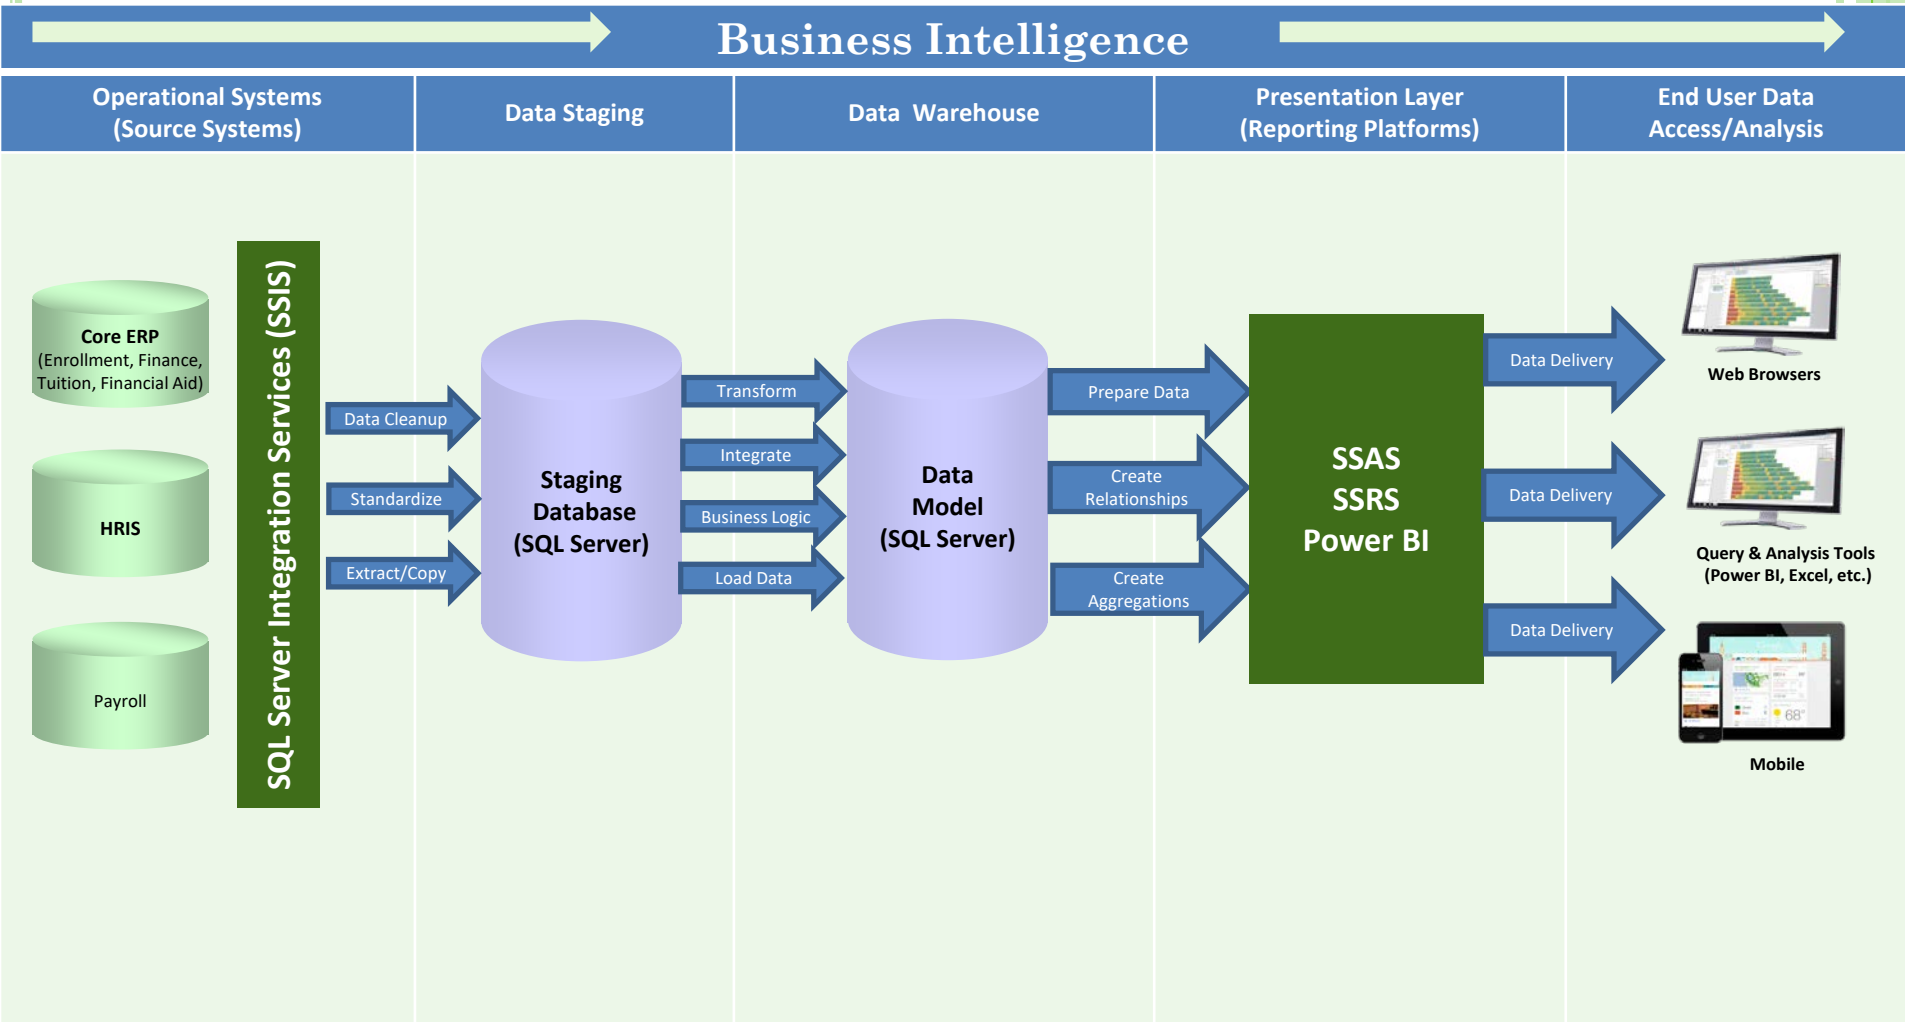 Business Intelligence
Operational Systems
(Source Systems)
Data Staging
Data Warehouse
Presentation Layer
(Reporting Platforms)
End User Data
Access/Analysis
Core ERP
(Enrollment, Finance,
Tuition, Financial Aid)
HRIS
Payroll
SQL Server Integration Services (SSIS)
Data Cleanup
Standardize
Extract/Copy
Staging
Database
(SQL Server)
Transform
Integrate
Business Logic
Load Data
Data
Model
(SQL Server)
Prepare Data
Create
Relationships
Create
Aggregations
SSAS
SSRS
Power BI
Data Delivery
Data Delivery
Data Delivery
Web Browsers
Query & Analysis Tools
(Power BI, Excel, etc.)
68°
Mobile